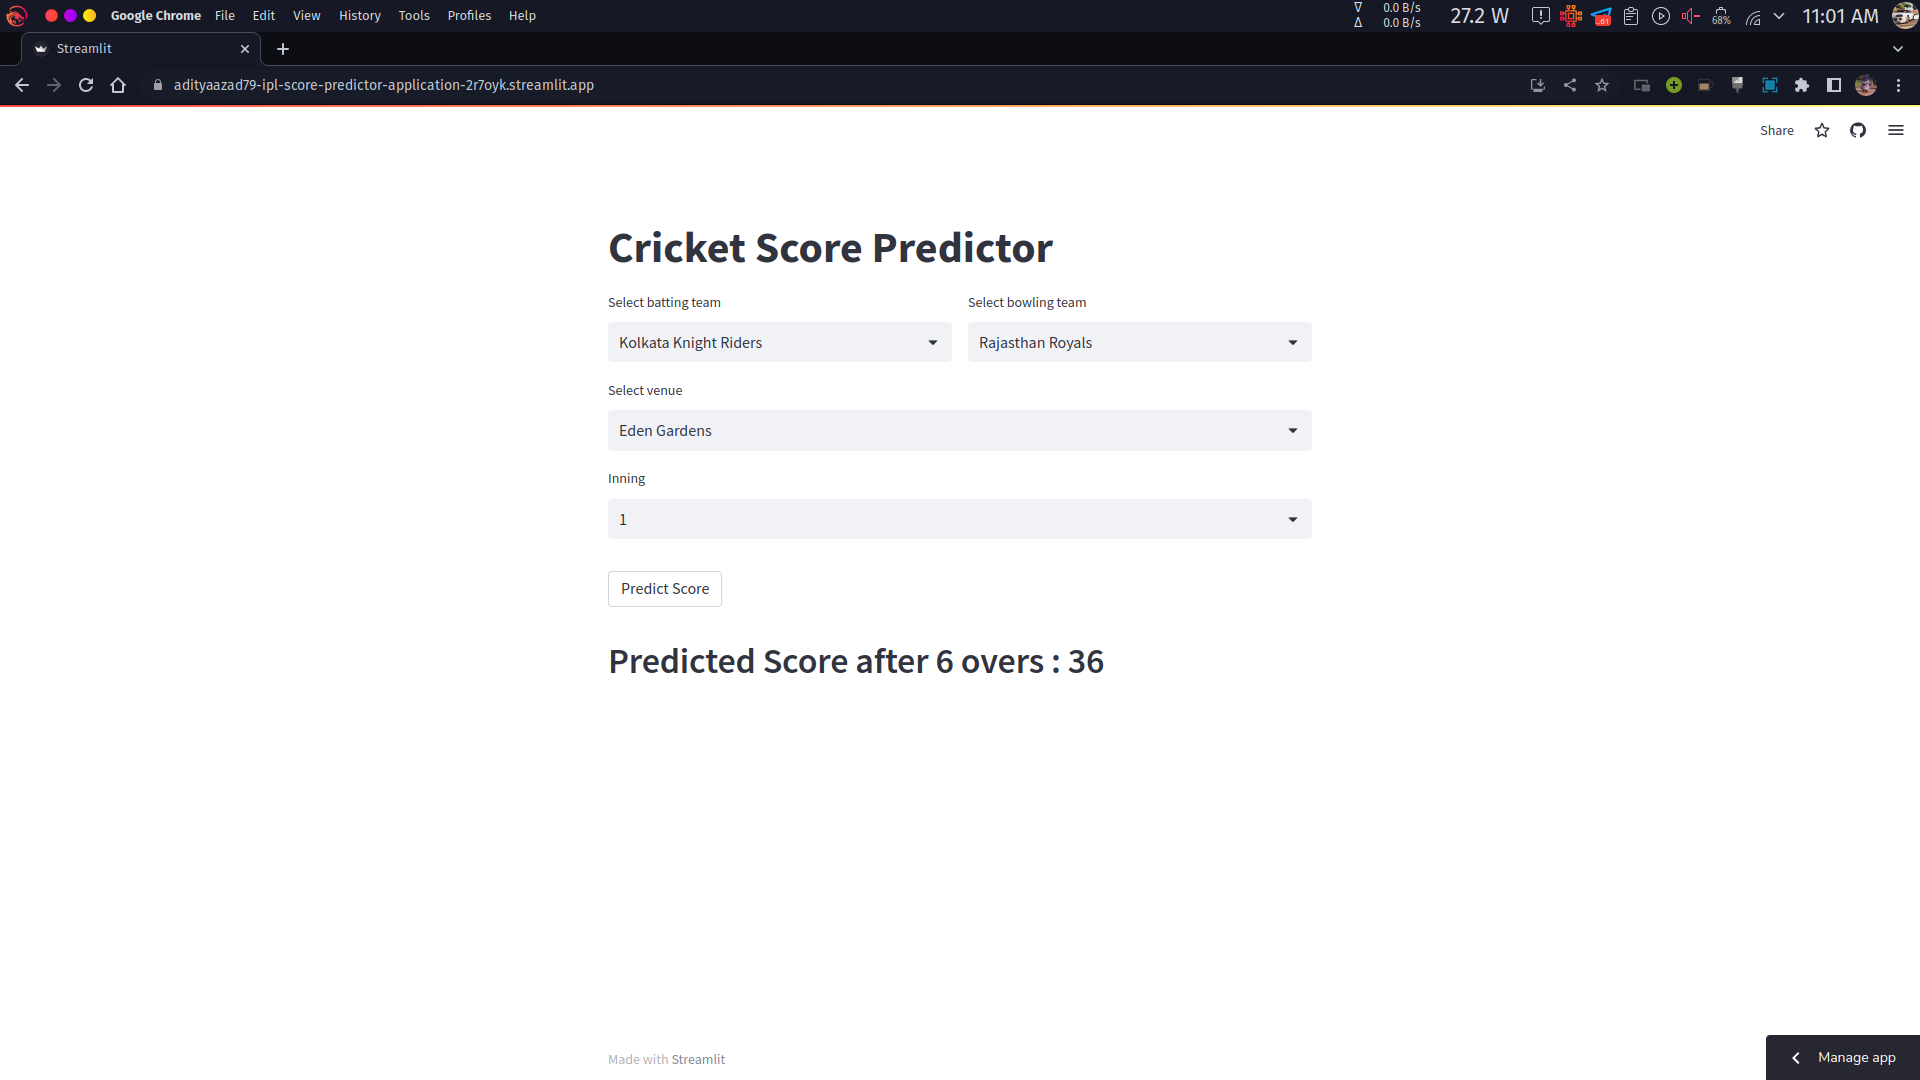 Google Chrome File Edit View History Tools Profiles Help
0.0 B/s
0.0 B/s
27.2 W
.61
68%
11:01 AM
Streamlit
adityaazad79-ipl-score-predictor-application-2r7oyk.streamlit.app
Share
Cricket Score Predictor
Select batting team Select bowling team
Kolkata Knight Riders Rajasthan Royals
Select venue
Eden Gardens
Inning
1
Predict Score
Predicted Score after 6 overs : 36
Made with Streamlit
Manage app